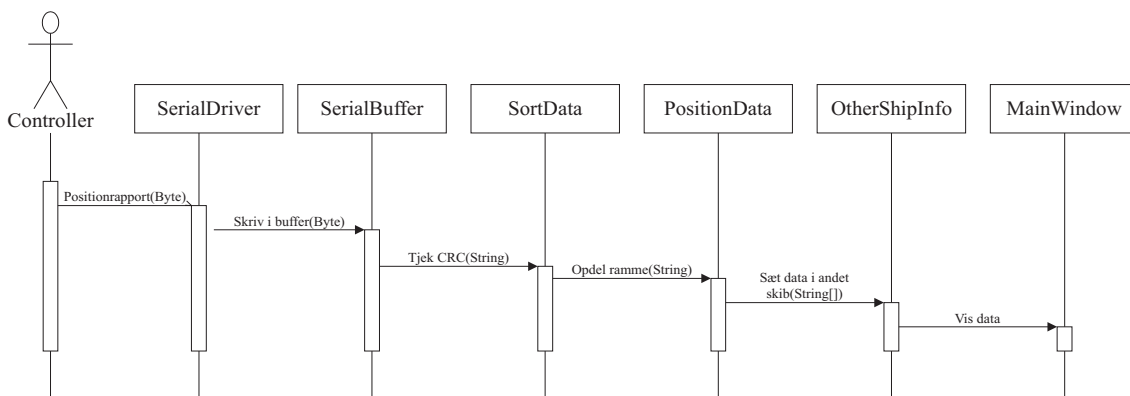 Controller
SerialDriver
SerialBuffer
SortData
PositionData
OtherShipInfo
MainWindow
Positionrapport(Byte)
Skriv i buffer(Byte)
Tjek CRC(String)
Opdel ramme(String)
Sæt data i andet
skib(String[])
Vis data